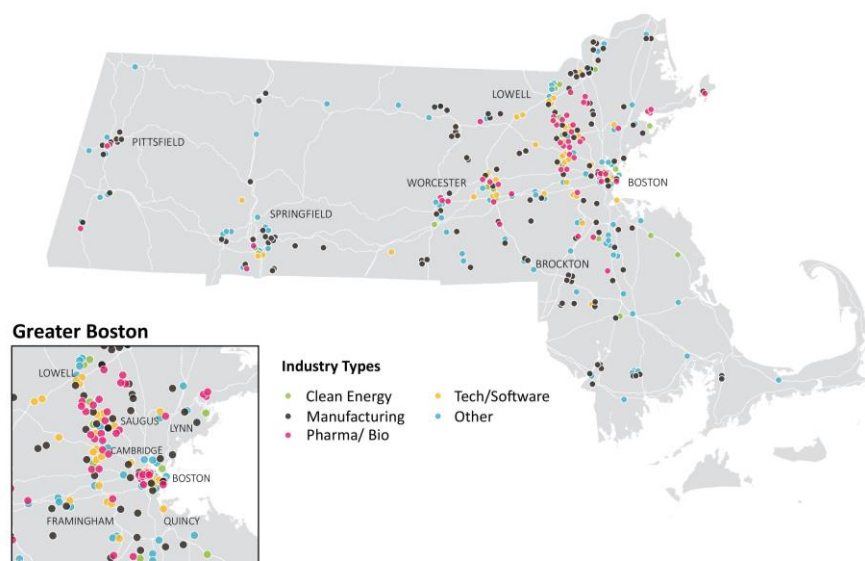 LOWELL
PITTSFIELD
WORCESTER
BOSTON
SPRINGFIELD
BROCKTON
Greater Boston
LOWELL
SAUGUS
LYNN
CAMBRIDGE
BOSTON
FRAMINGHAM
QUINCY
Industry Types
Clean Energy
Manufacturing
Pharma/ Bio
Tech/Software
Other